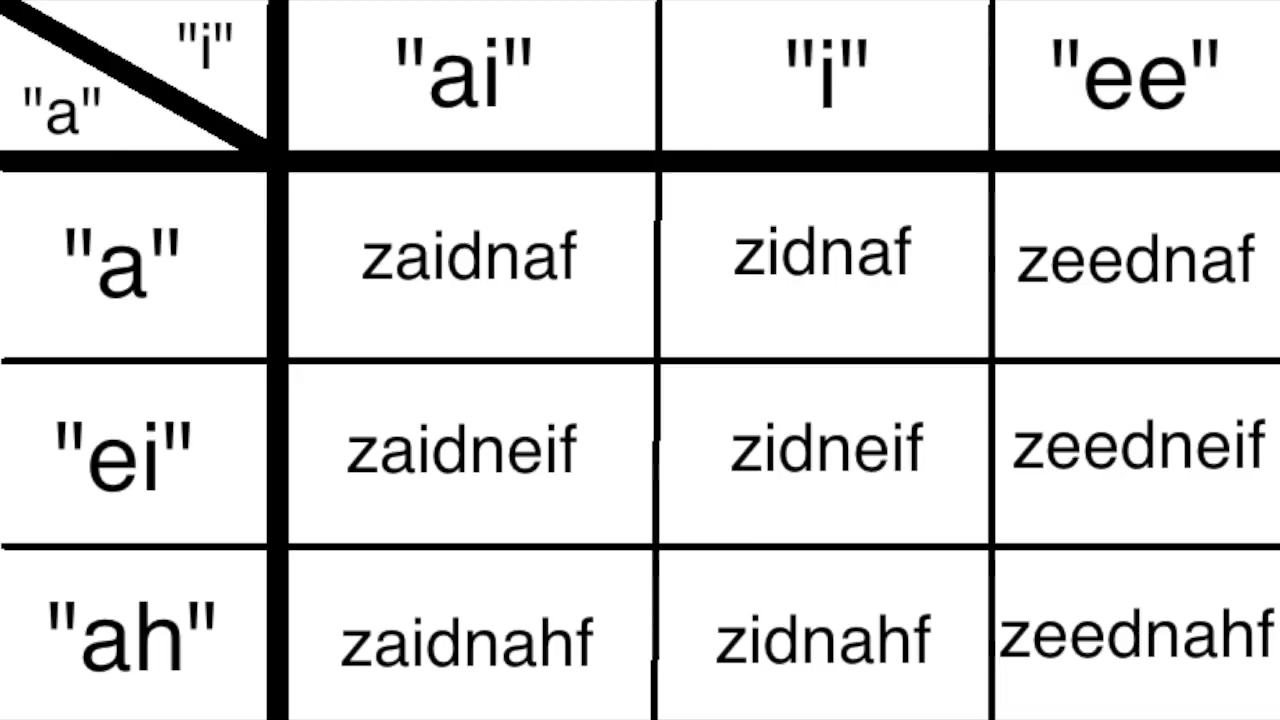 "i"
"a"
"ai" "i" "ee"
"a" zaidnaf zidnaf zeednaf
"ei" zaidneif zidneif zeedneif
"ah" zaidnahf zidnahf zeednahf